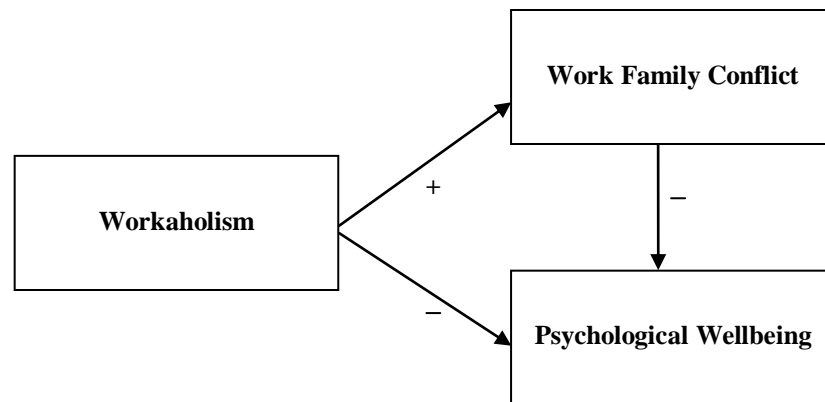 Work Family Conflict
+
–
Workaholism
–
Psychological Wellbeing